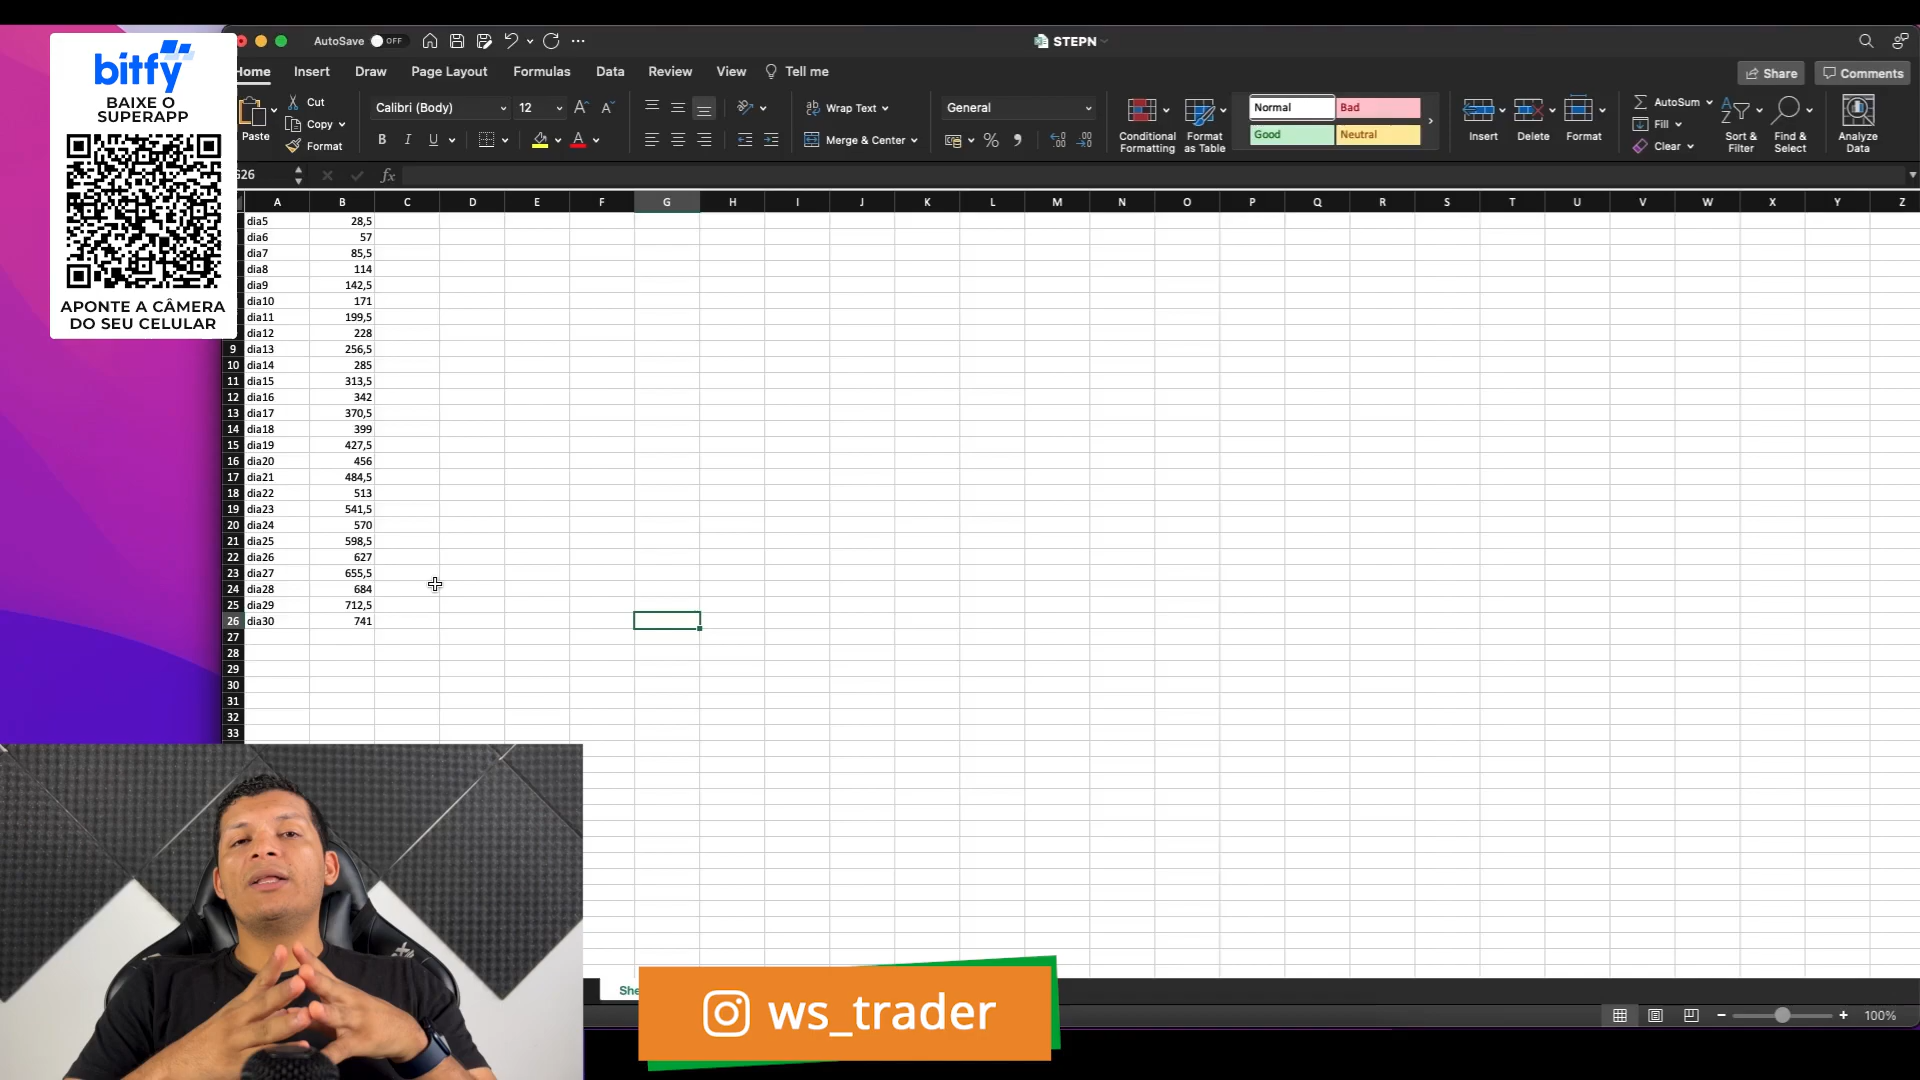 bitfy
BAIXE O
SUPERAPP
APONTE A CÂMERA
DO SEU CELULAR
AutoSave OFF
STEPN
Home Insert Draw Page Layout Formulas Data Review View Tell me
Share Comments
Paste
Cut
Copy
Format
Calibri (Body) 12
B I U
Wrap Text
Merge & Center
General
Conditional
Formatting
Format
as Table
Normal Bad
Good Neutral
Insert Delete Format
AutoSum
Fill
Clear
Sort &
Filter
Find &
Select
Analyze
Data
G26 fx
A B C D E F G H I J K L M N O P Q R S T U V W X Y Z
dia5 28,5
dia6 57
dia7 85,5
dia8 114
dia9 142,5
dia10 171
dia11 199,5
dia12 228
9 dia13 256,5
10 dia14 285
11 dia15 313,5
12 dia16 342
13 dia17 370,5
14 dia18 399
15 dia19 427,5
16 dia20 456
17 dia21 484,5
18 dia22 513
19 dia23 541,5
20 dia24 570
21 dia25 598,5
22 dia26 627
23 dia27 655,5
24 dia28 684
25 dia29 712,5
26 dia30 741
27
28
29
30
31
32
33
She
ws_trader
100%